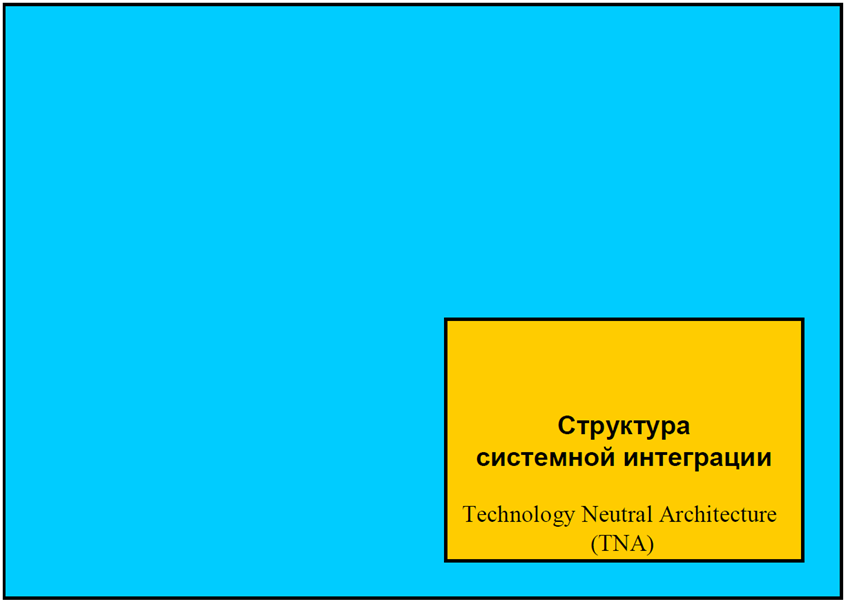 Структура
системной интеграции
Technology Neutral Architecture
(TNA)